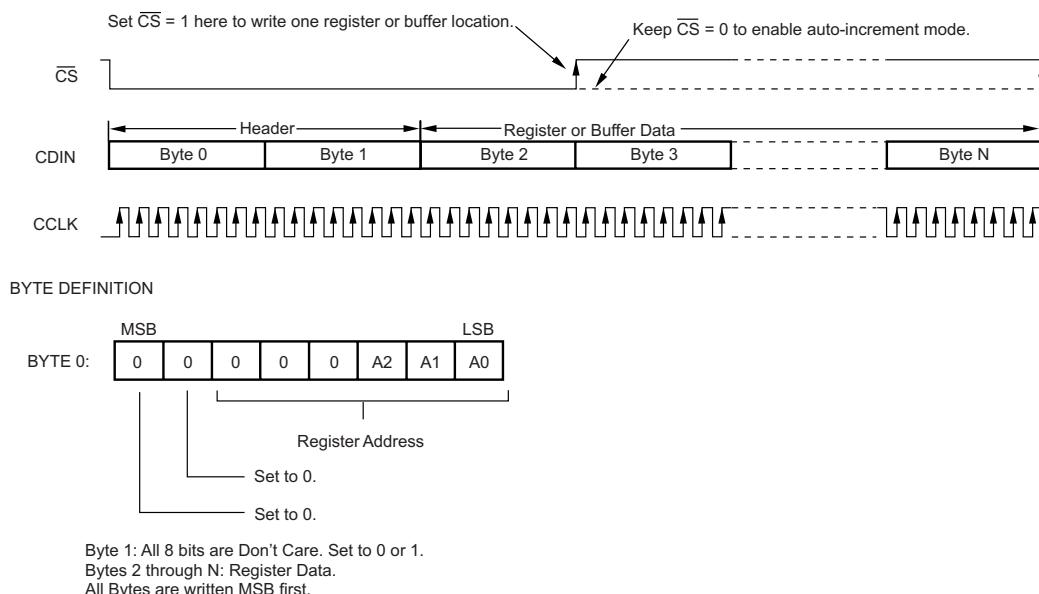 Set CS = 1 here to write one register or buffer location.
Keep CS = 0 to enable auto-increment mode.
CS
Header
Register or Buffer Data
CDIN
Byte 0
Byte 1
Byte 2
Byte 3
Byte N
CCLK
BYTE DEFINITION
MSB
LSB
BYTE 0:
0 0 0 0 0 A2 A1 A0
Register Address
Set to 0.
Set to 0.
Byte 1: All 8 bits are Don't Care. Set to 0 or 1.
Bytes 2 through N: Register Data.
All Bytes are written MSB first.